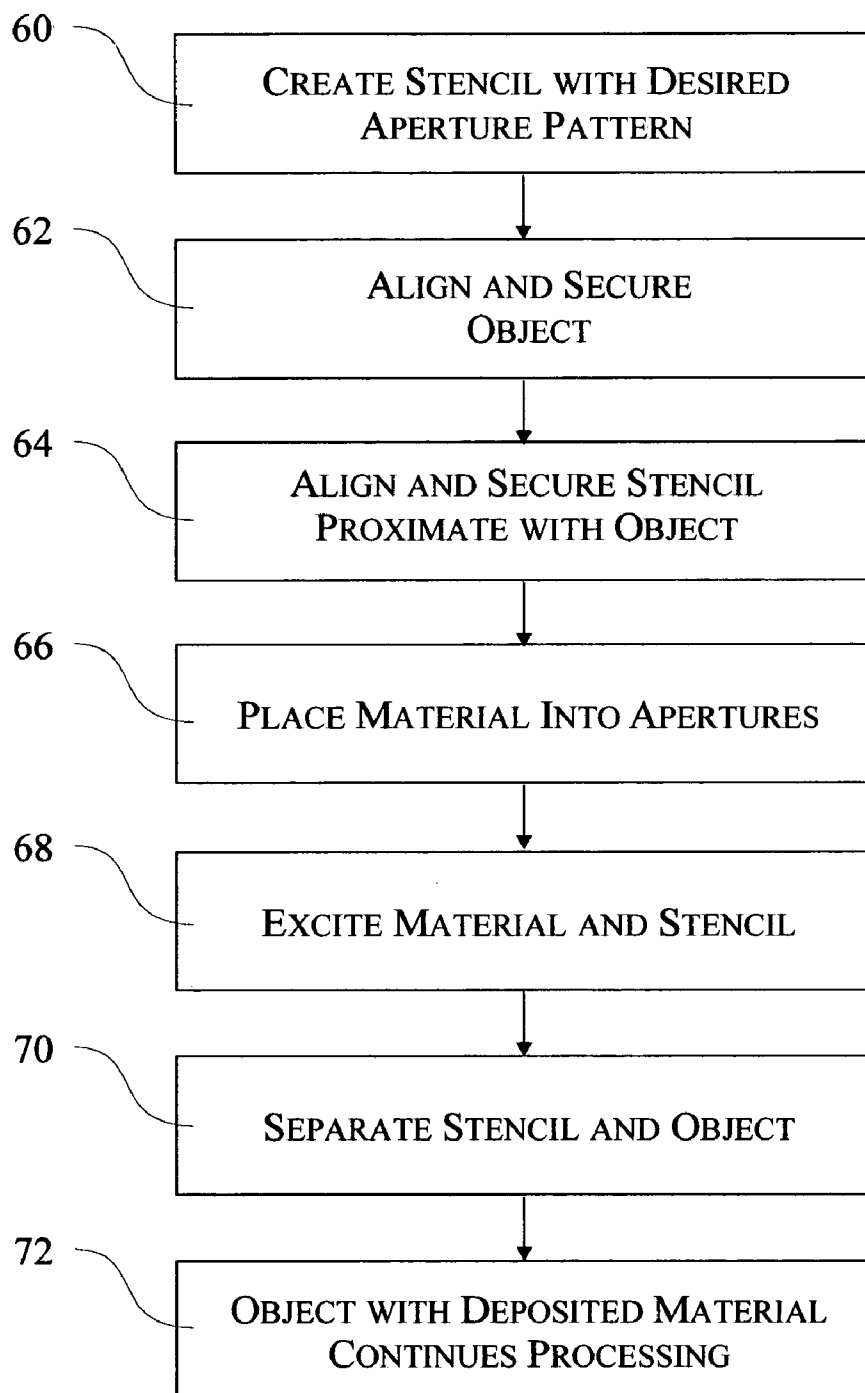 60
CREATE STENCIL WITH DESIRED
APERTURE PATTERN
62
ALIGN AND SECURE
OBJECT
64
ALIGN AND SECURE STENCIL
PROXIMATE WITH OBJECT
66
PLACE MATERIAL INTO APERTURES
68
EXCITE MATERIAL AND STENCIL
70
SEPARATE STENCIL AND OBJECT
72
OBJECT WITH DEPOSITED MATERIAL
CONTINUES PROCESSING